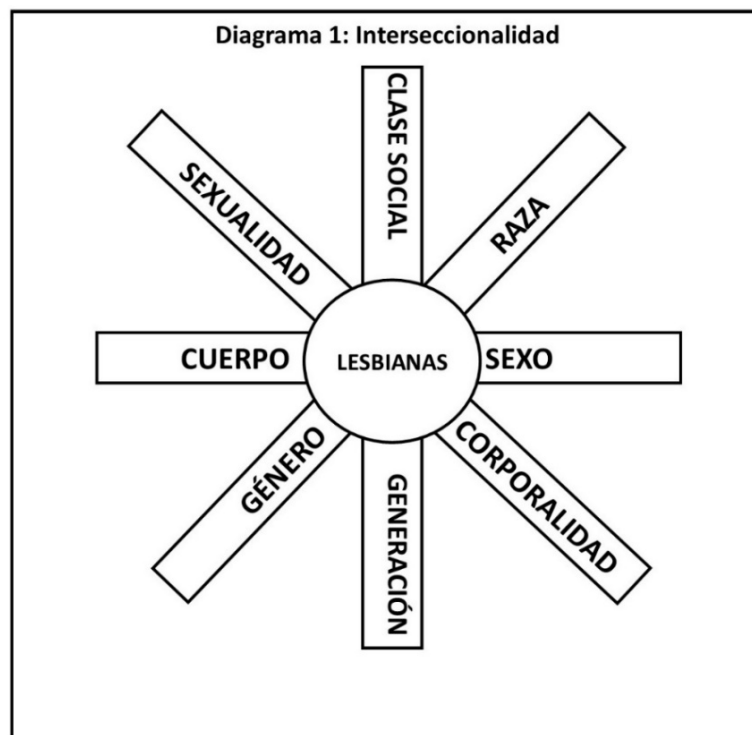 Diagrama 1: Interseccionalidad
CLASE SOCIAL
SEXUALIDAD
RAZA
CUERPO
LESBIANAS
SEXO
GÉNERO
CORPORALIDAD
GENERACIÓN